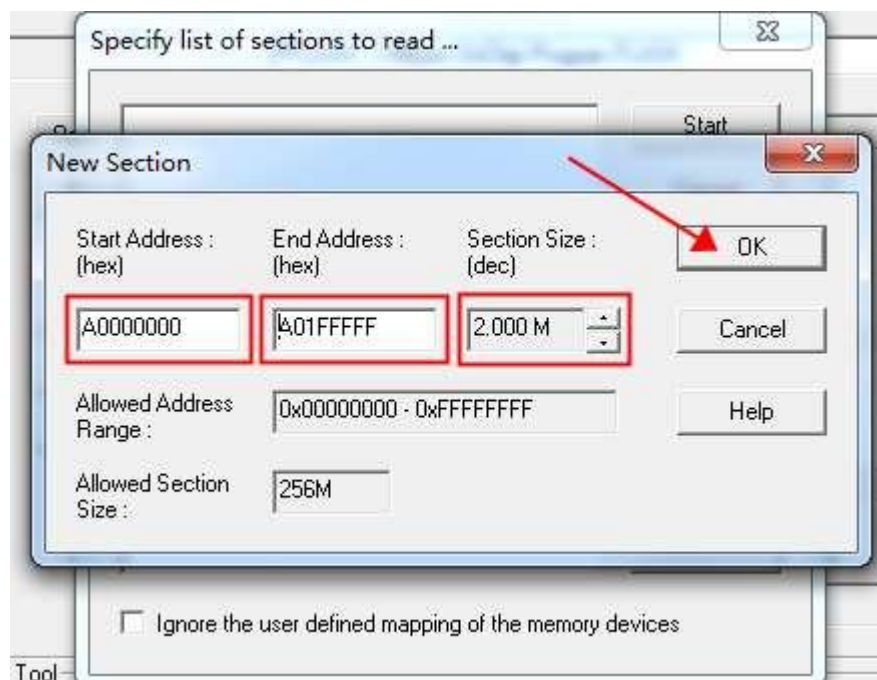 Specify list of sections to read ...
Start
New Section
Start Address :
(hex)
End Address :
(hex)
Section Size :
(dec)
OK
A0000000
A01FFFFF
2.000 M
Cancel
Allowed Address
Range :
0x00000000 - 0xFFFFFFFF
Help
Allowed Section
Size :
256M
Ignore the user defined mapping of the memory devices
Tool